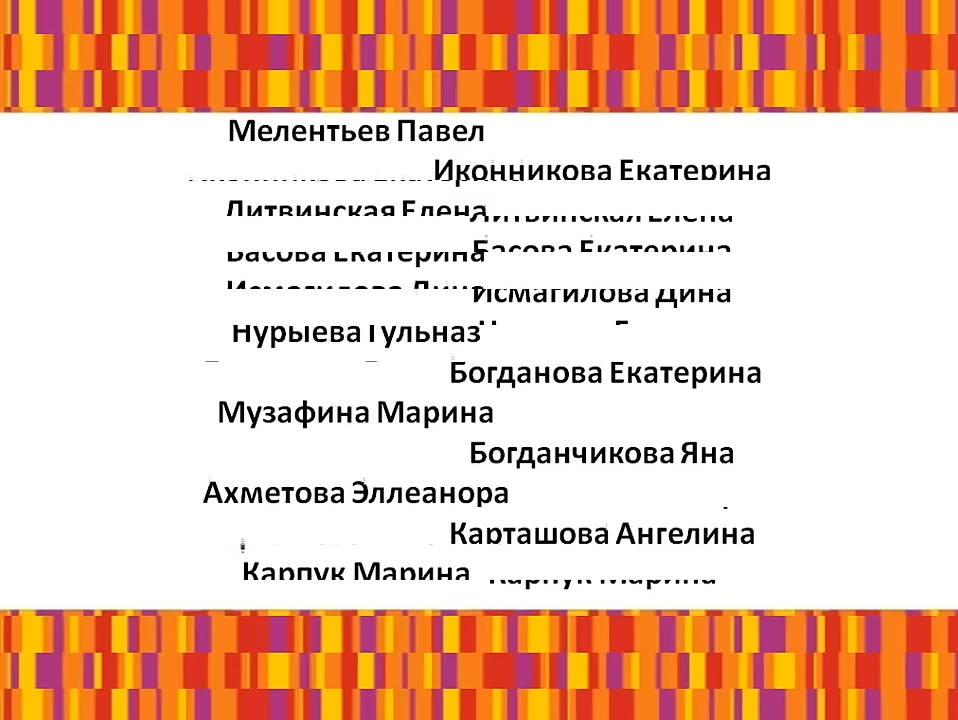 Мелентьев Павел
Иконникова Екатерина
Литвинская Елена
Басова Екатерина
Исмагилова Дина
Нурыева Гульназ
Богданова Екатерина
Музафина Марина
Богданчикова Яна
Ахметова Эллеанора
Карташова Ангелина
Карпук Марина